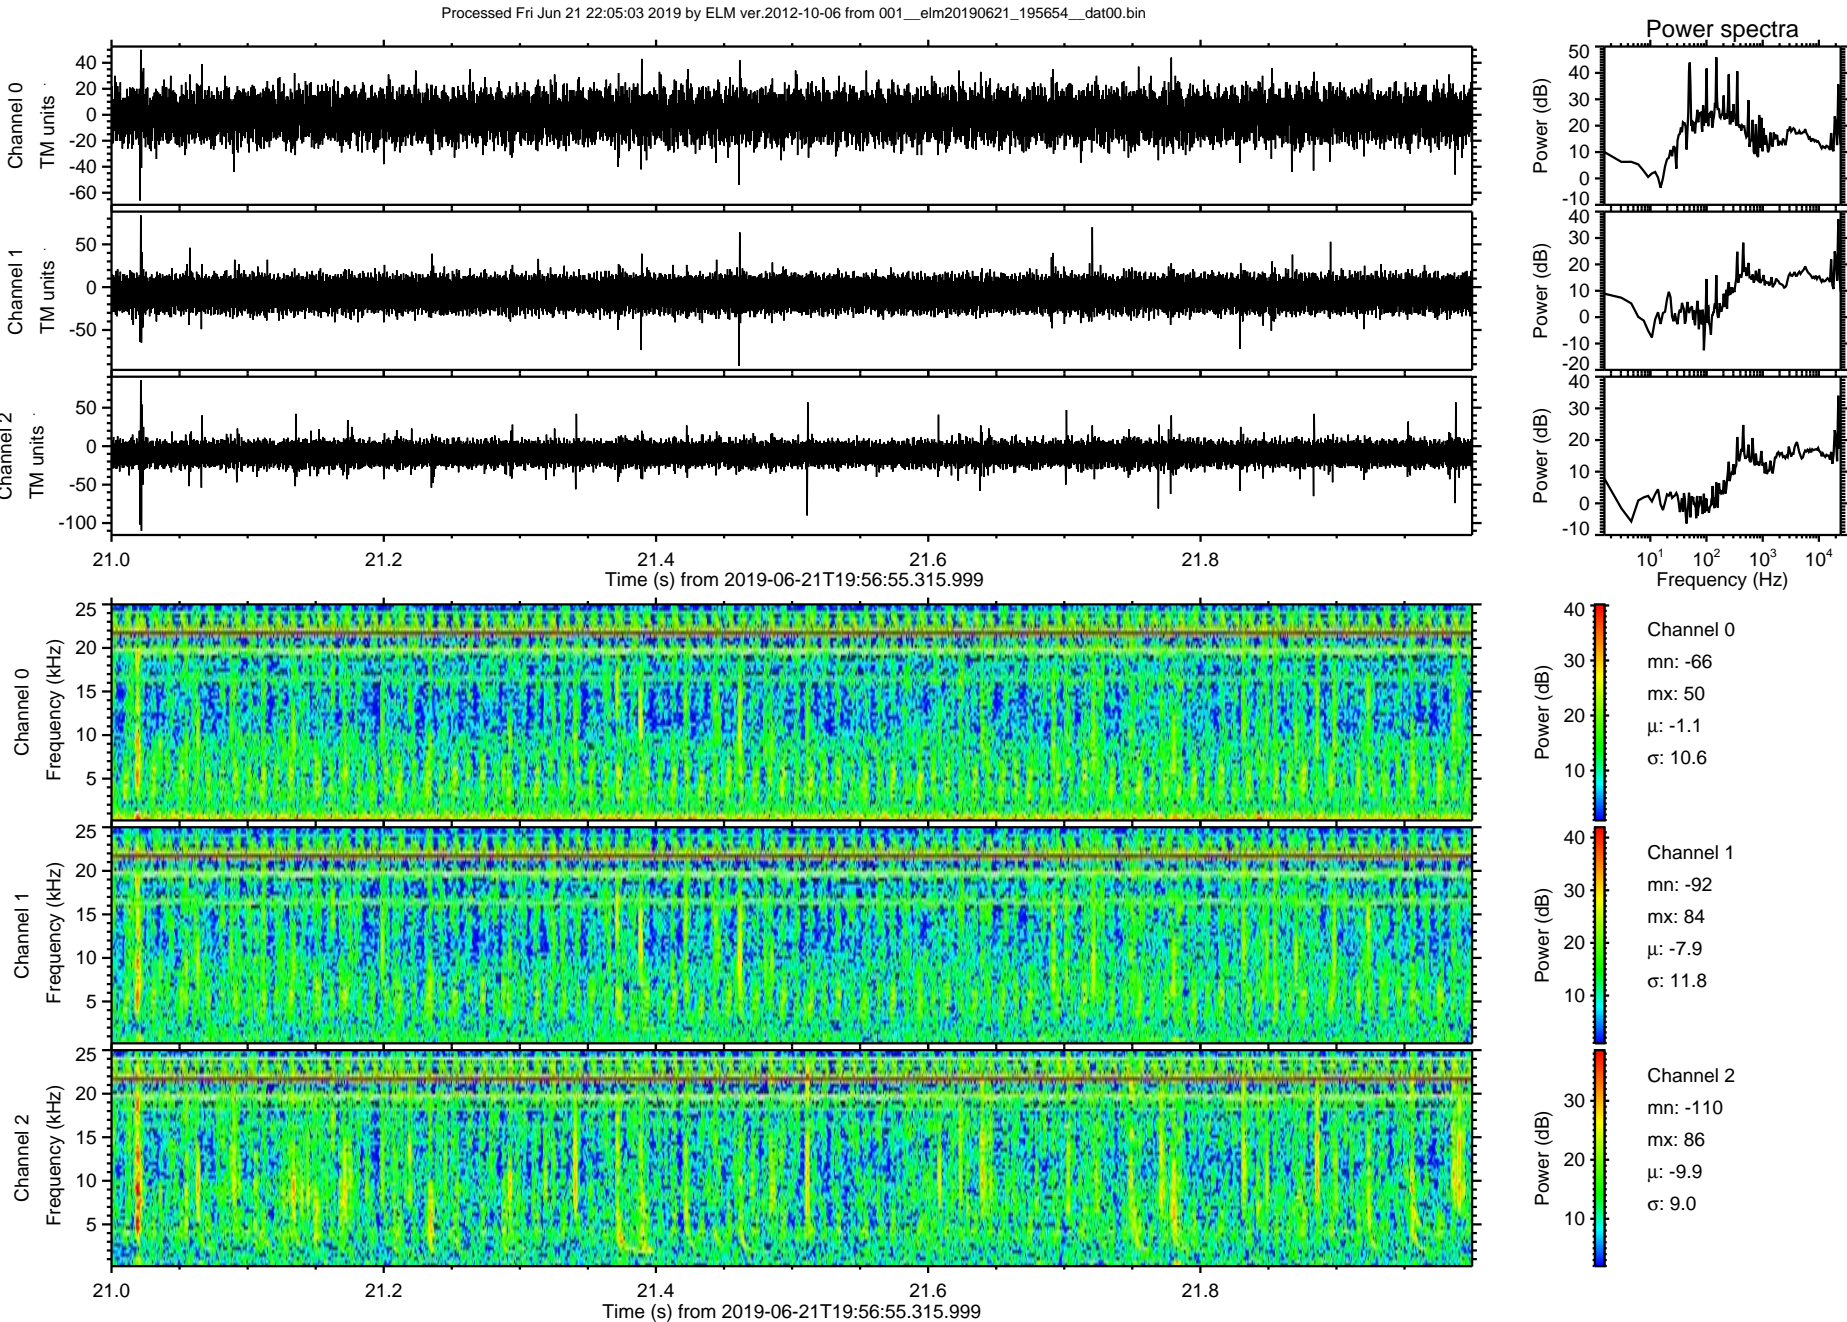 Processed Fri Jun 21 22:05:03 2019 by ELM ver.2012-10-06 from 001__elm20190621_195654__dat00.bin
Power spectra
Channel 0
TM units
40
20
0
-20
-40
-60
Power (dB)
50
40
30
20
10
0
-10
Channel 1
TM units
50
0
-50
Power (dB)
40
30
20
10
0
-10
-20
Channel 2
TM units
50
0
-50
-100
Power (dB)
40
30
20
10
0
-10
21.0 21.2 21.4 21.6 21.8
Time (s) from 2019-06-21T19:56:55.315.999
10¹ 10² 10³ 10⁴
Frequency (Hz)
Channel 0
Frequency (kHz)
25
20
15
10
5
Power (dB)
40
30
20
10
Channel 0
mn: -66
mx: 50
μ: -1.1
σ: 10.6
Channel 1
Frequency (kHz)
25
20
15
10
5
Power (dB)
40
30
20
10
Channel 1
mn: -92
mx: 84
μ: -7.9
σ: 11.8
Channel 2
Frequency (kHz)
25
20
15
10
5
Power (dB)
30
20
10
Channel 2
mn: -110
mx: 86
μ: -9.9
σ: 9.0
21.0 21.2 21.4 21.6 21.8
Time (s) from 2019-06-21T19:56:55.315.999